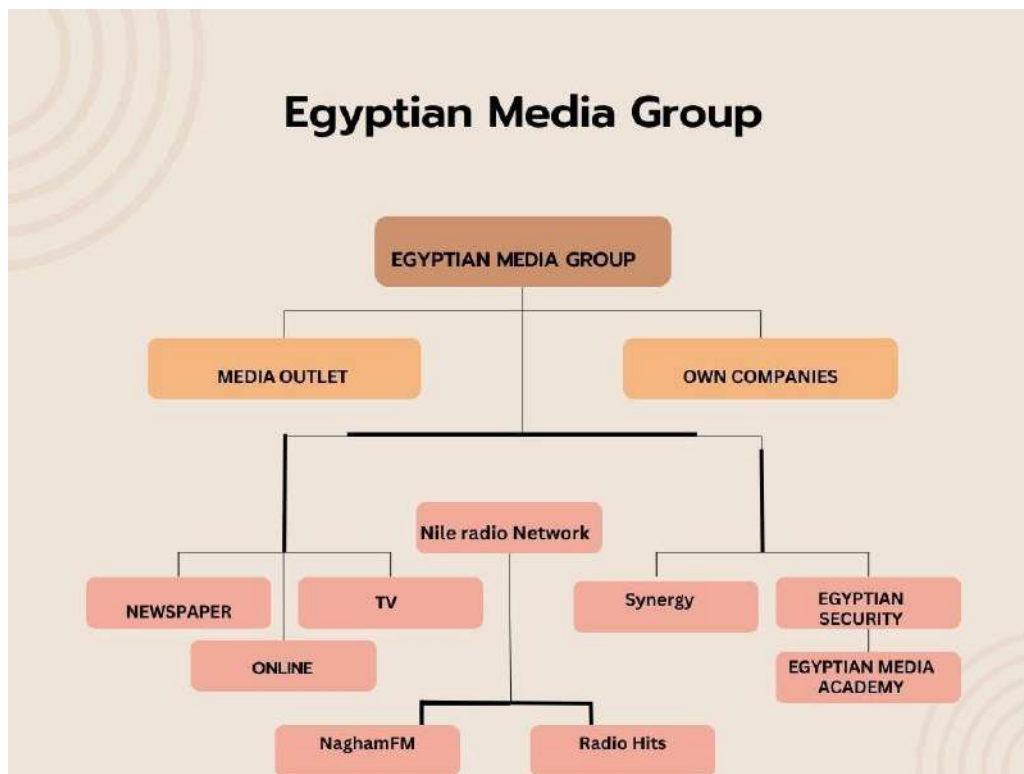 Egyptian Media Group
EGYPTIAN MEDIA GROUP
MEDIA OUTLET
OWN COMPANIES
Nile radio Network
NEWSPAPER
TV
Synergy
EGYPTIAN
SECURITY
ONLINE
EGYPTIAN MEDIA
ACADEMY
NaghamFM
Radio Hits